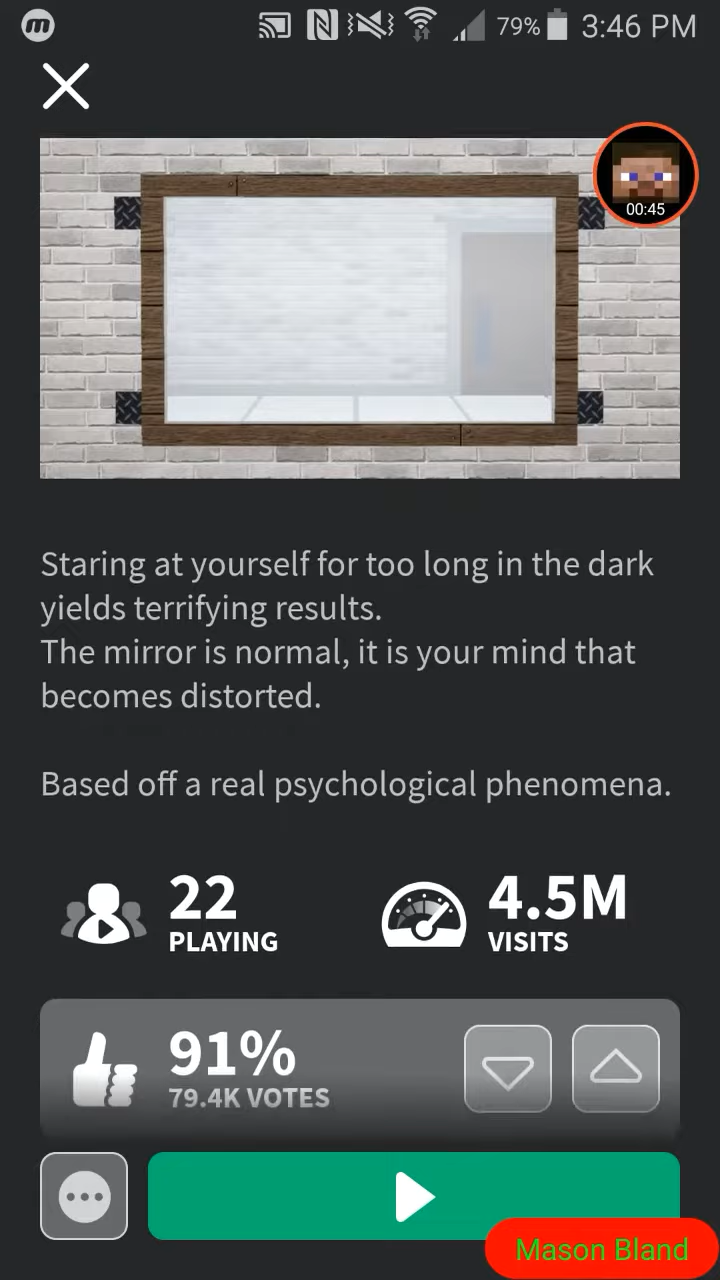 m
79% 3:46 PM
00:45
Staring at yourself for too long in the dark
yields terrifying results.
The mirror is normal, it is your mind that
becomes distorted.
Based off a real psychological phenomena.
22
PLAYING
4.5M
VISITS
91%
79.4K VOTES
Mason Bland